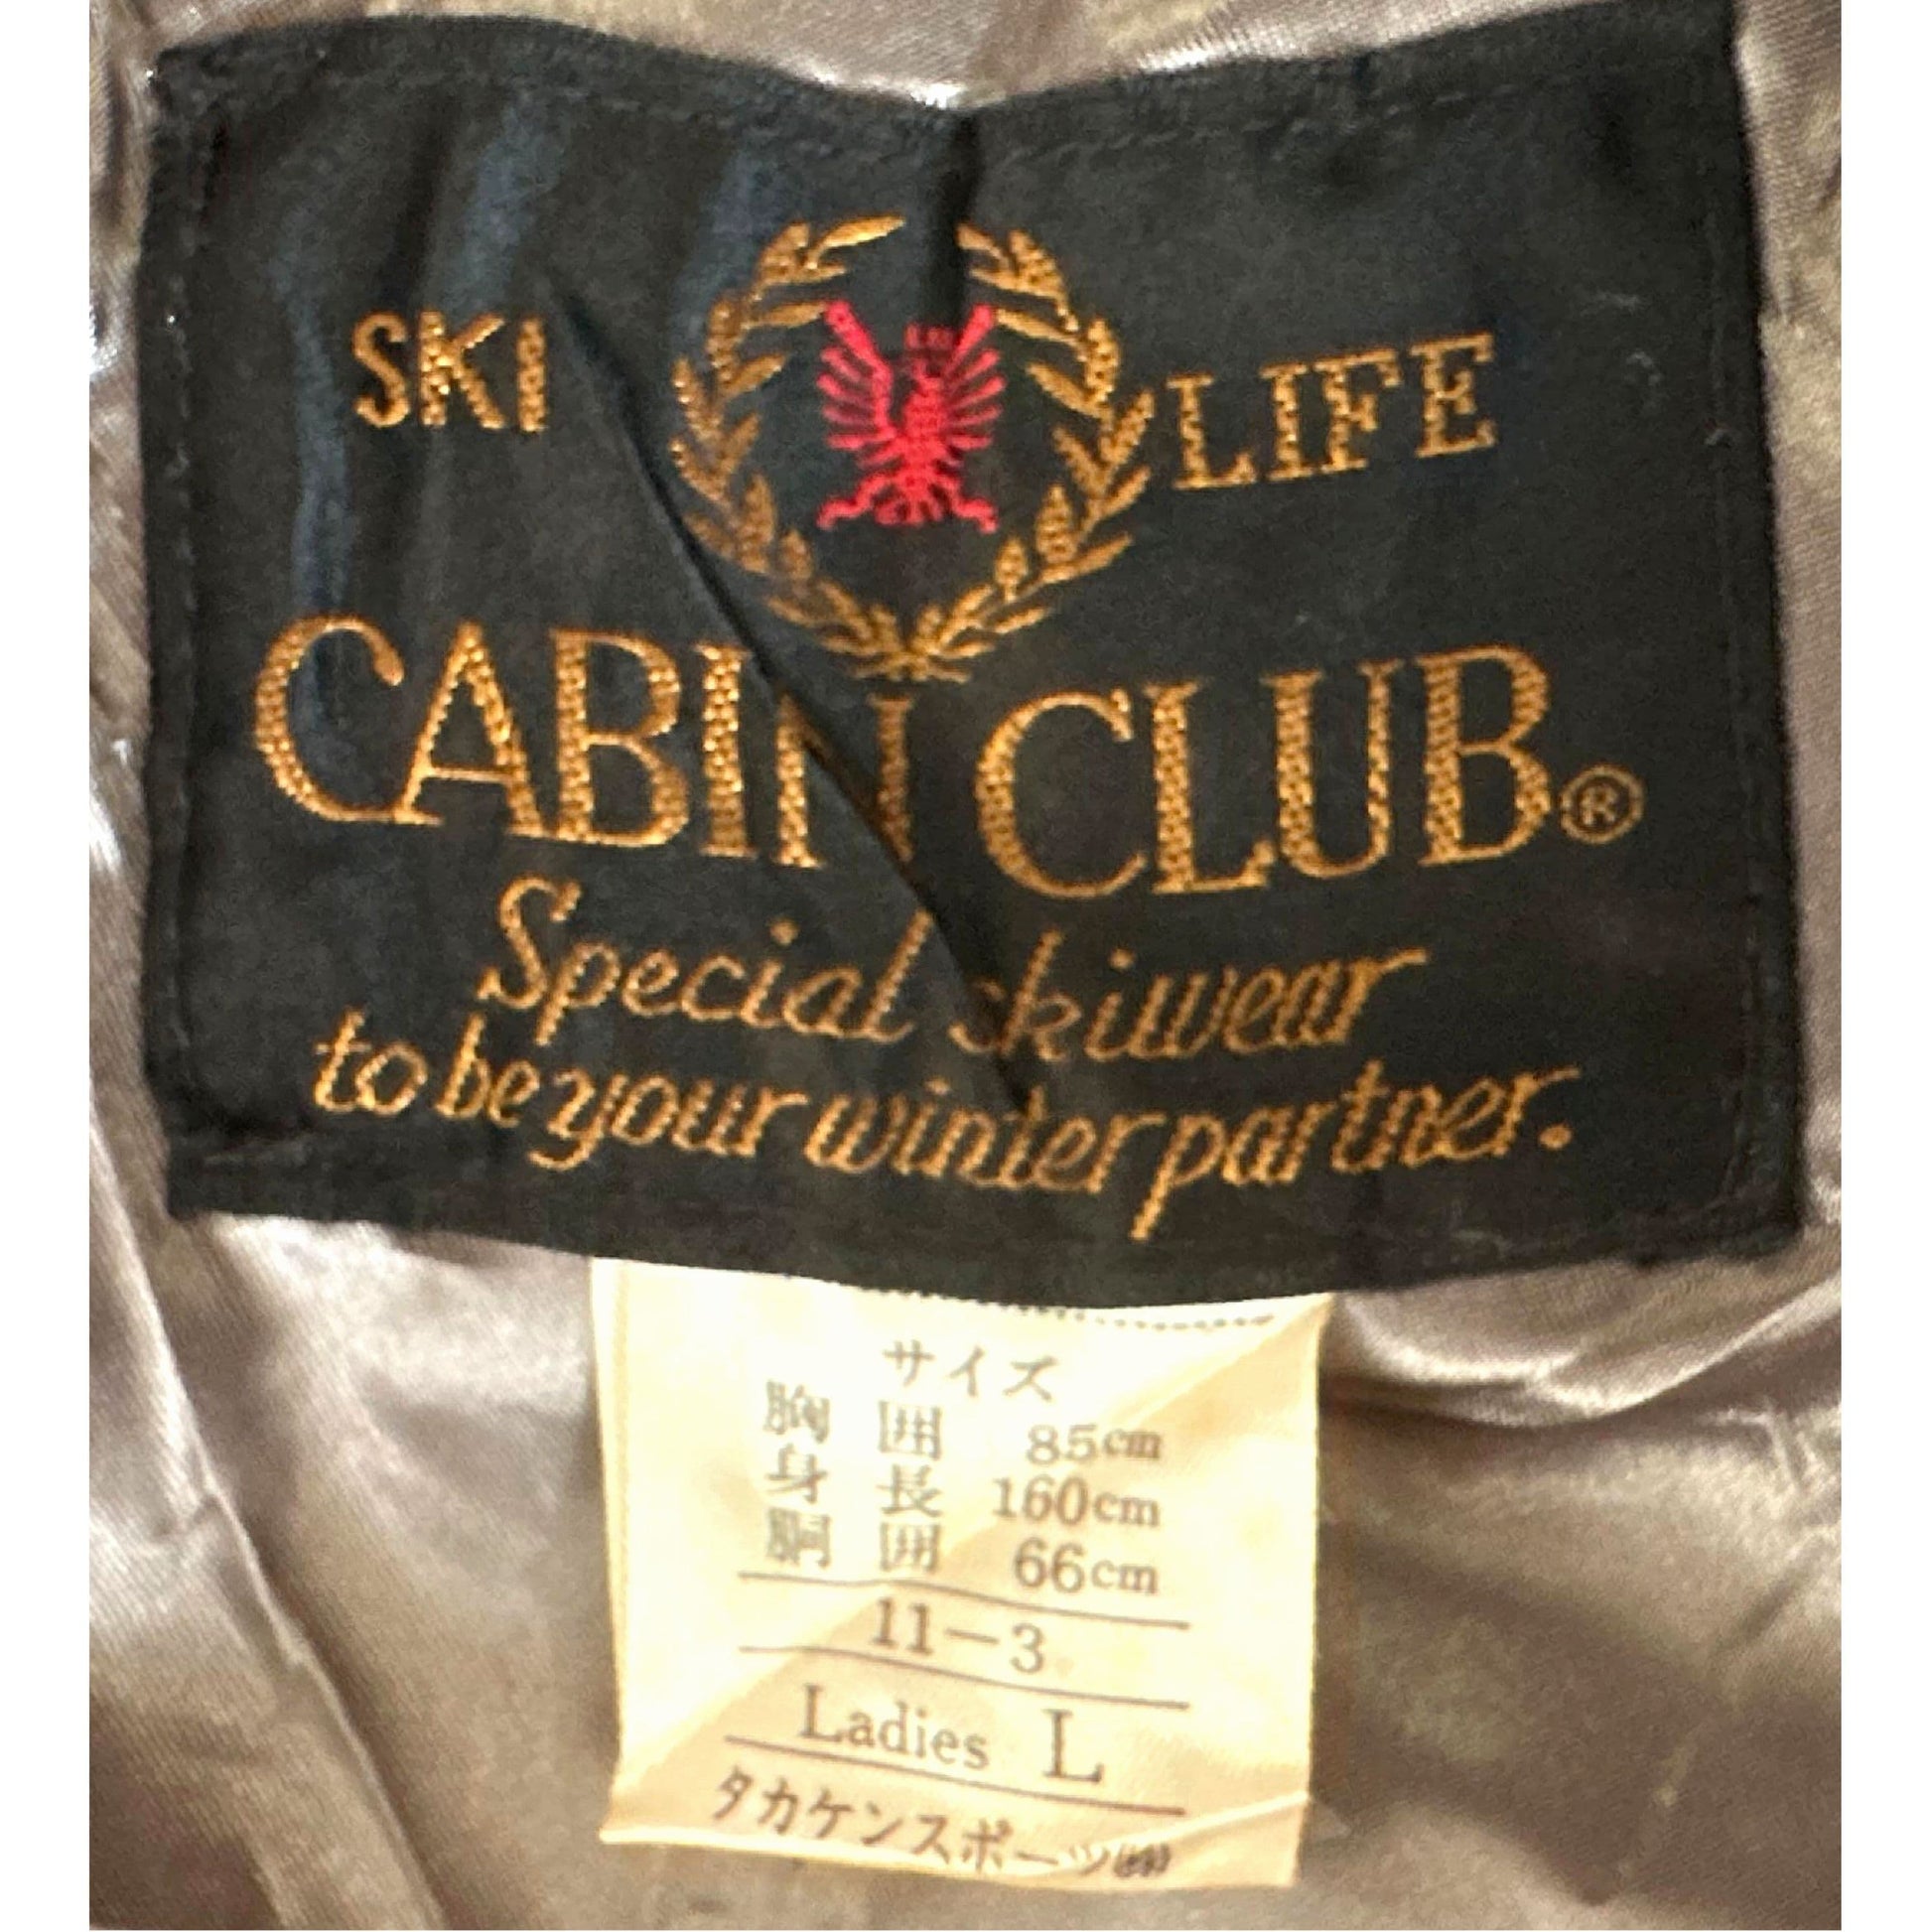 SKI LIFE
CABIN CLUB®
Special skiwear
to be your winter partner.
サイズ
胸囲 85cm
身長 160cm
胴囲 66cm
11-3
Ladies L
タカケンスポーツ㈱